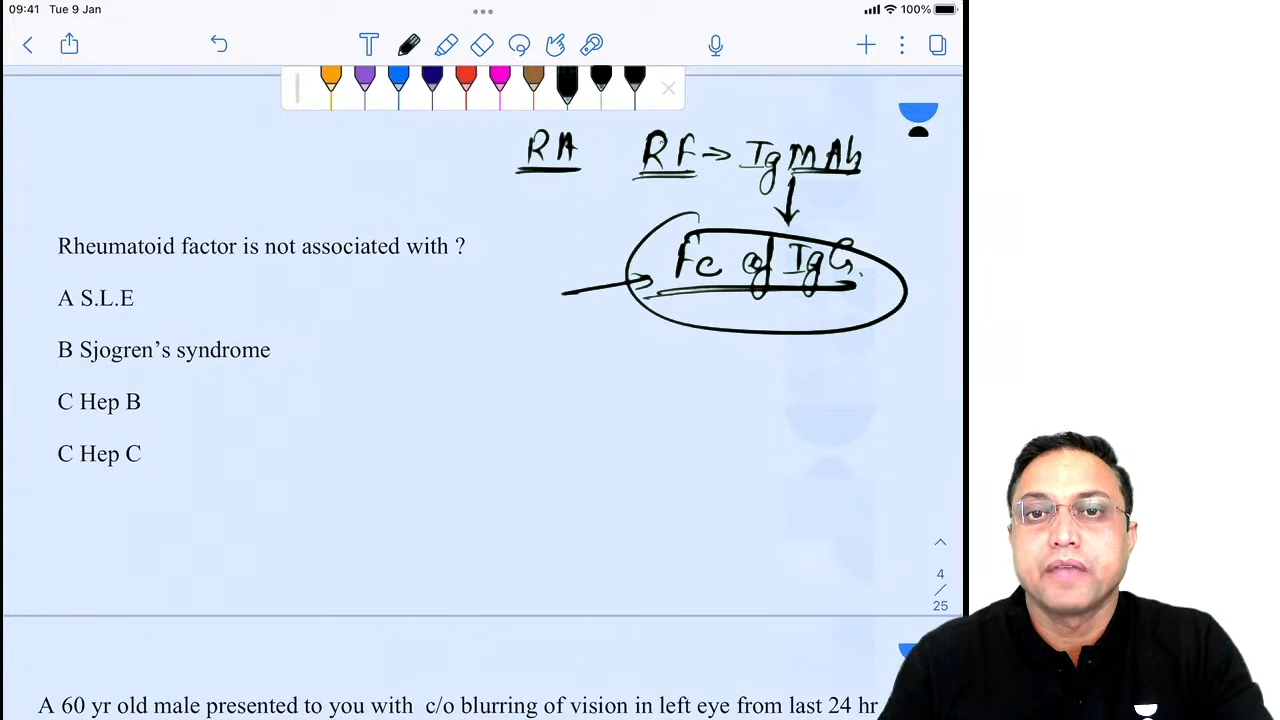 09:41 Tue 9 Jan
100%
T
RA RF ⇒ IgM Ab
Fc of IgG.
Rheumatoid factor is not associated with ?
A S.L.E
B Sjogren’s syndrome
C Hep B
C Hep C
4
/
25
A 60 yr old male presented to you with c/o blurring of vision in left eye from last 24 hr